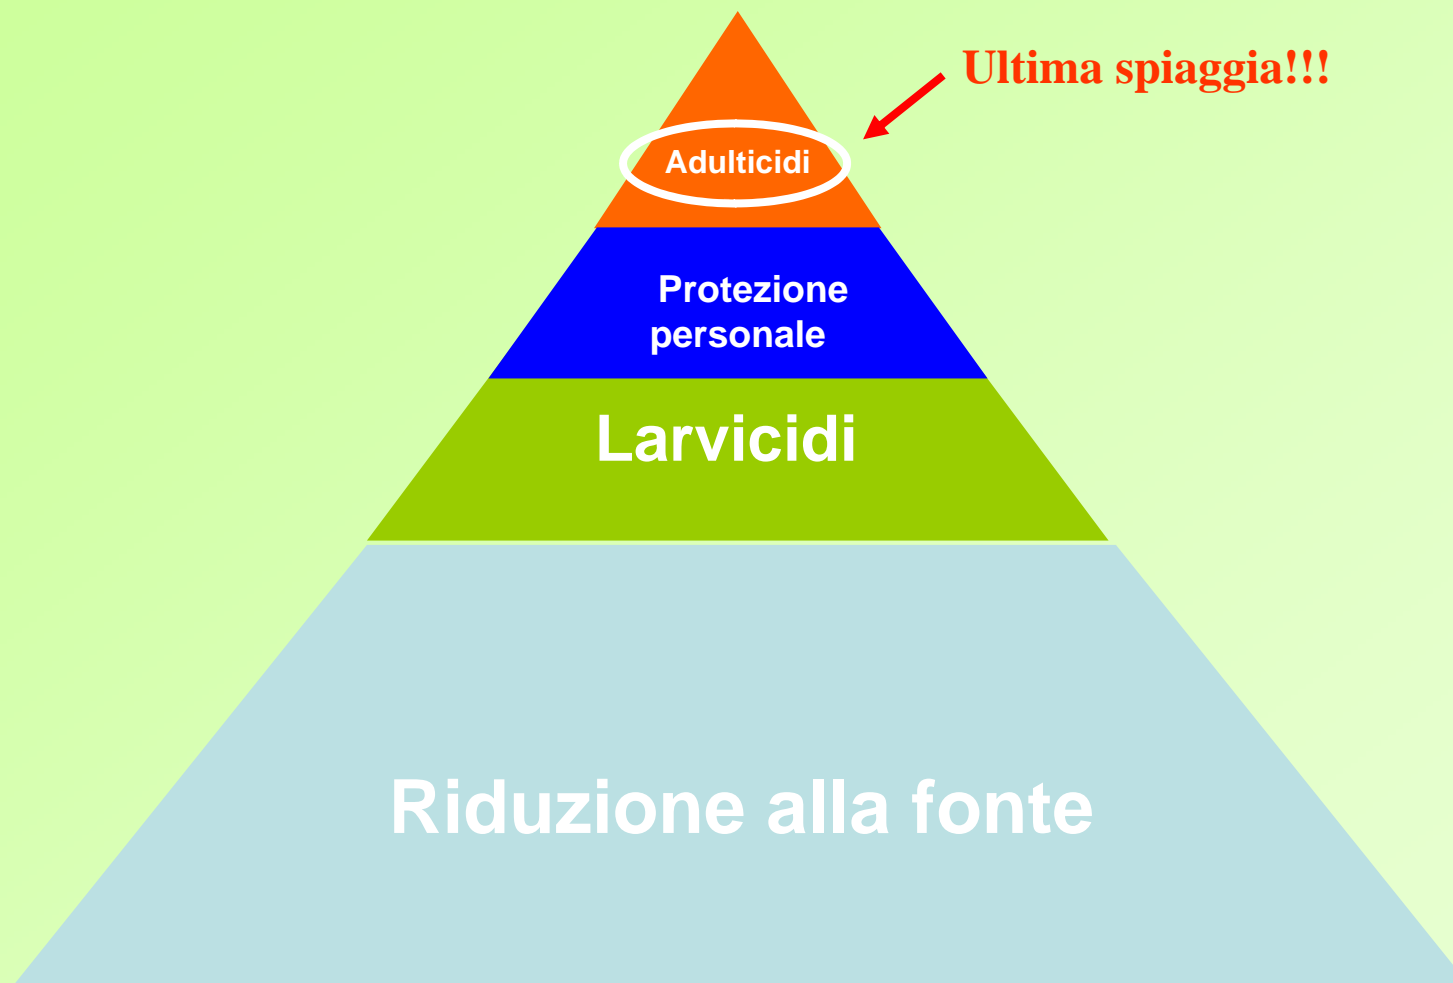 Ultima spiaggia!!!
Adulticidi
Protezione
personale
Larvicidi
Riduzione alla fonte